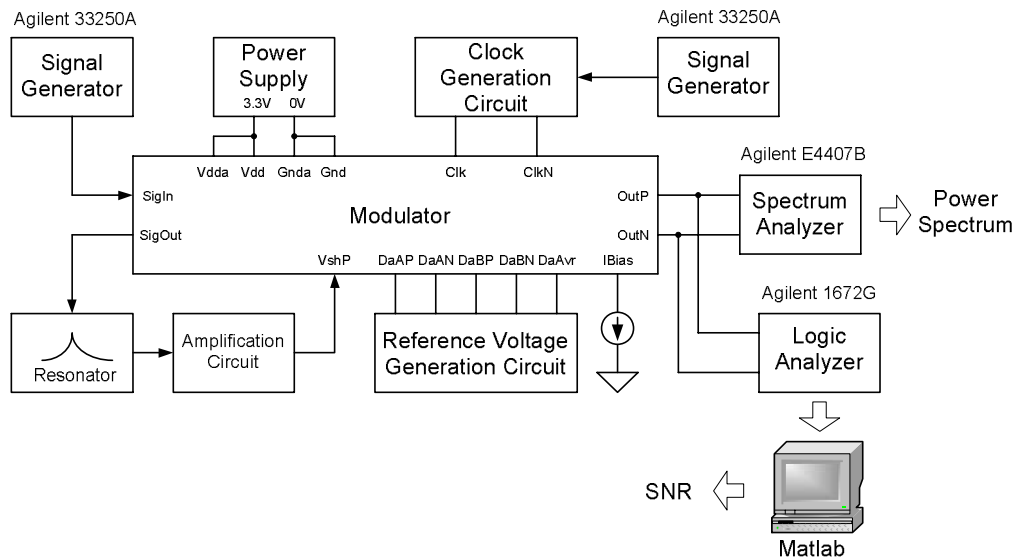 Agilent 33250A
Agilent 33250A
Signal
Generator
Power
Supply
3.3V 0V
Clock
Generation
Circuit
Signal
Generator
Vdda Vdd Gnda Gnd
Clk
ClkN
Agilent E4407B
SigIn
OutP
Modulator
SigOut
OutN
Spectrum
Analyzer
Power
Spectrum
VshP
DaAP DaAN DaBP DaBN DaAvr
IBias
Agilent 1672G
Resonator
Amplification
Circuit
Reference Voltage
Generation Circuit
Logic
Analyzer
SNR
Matlab